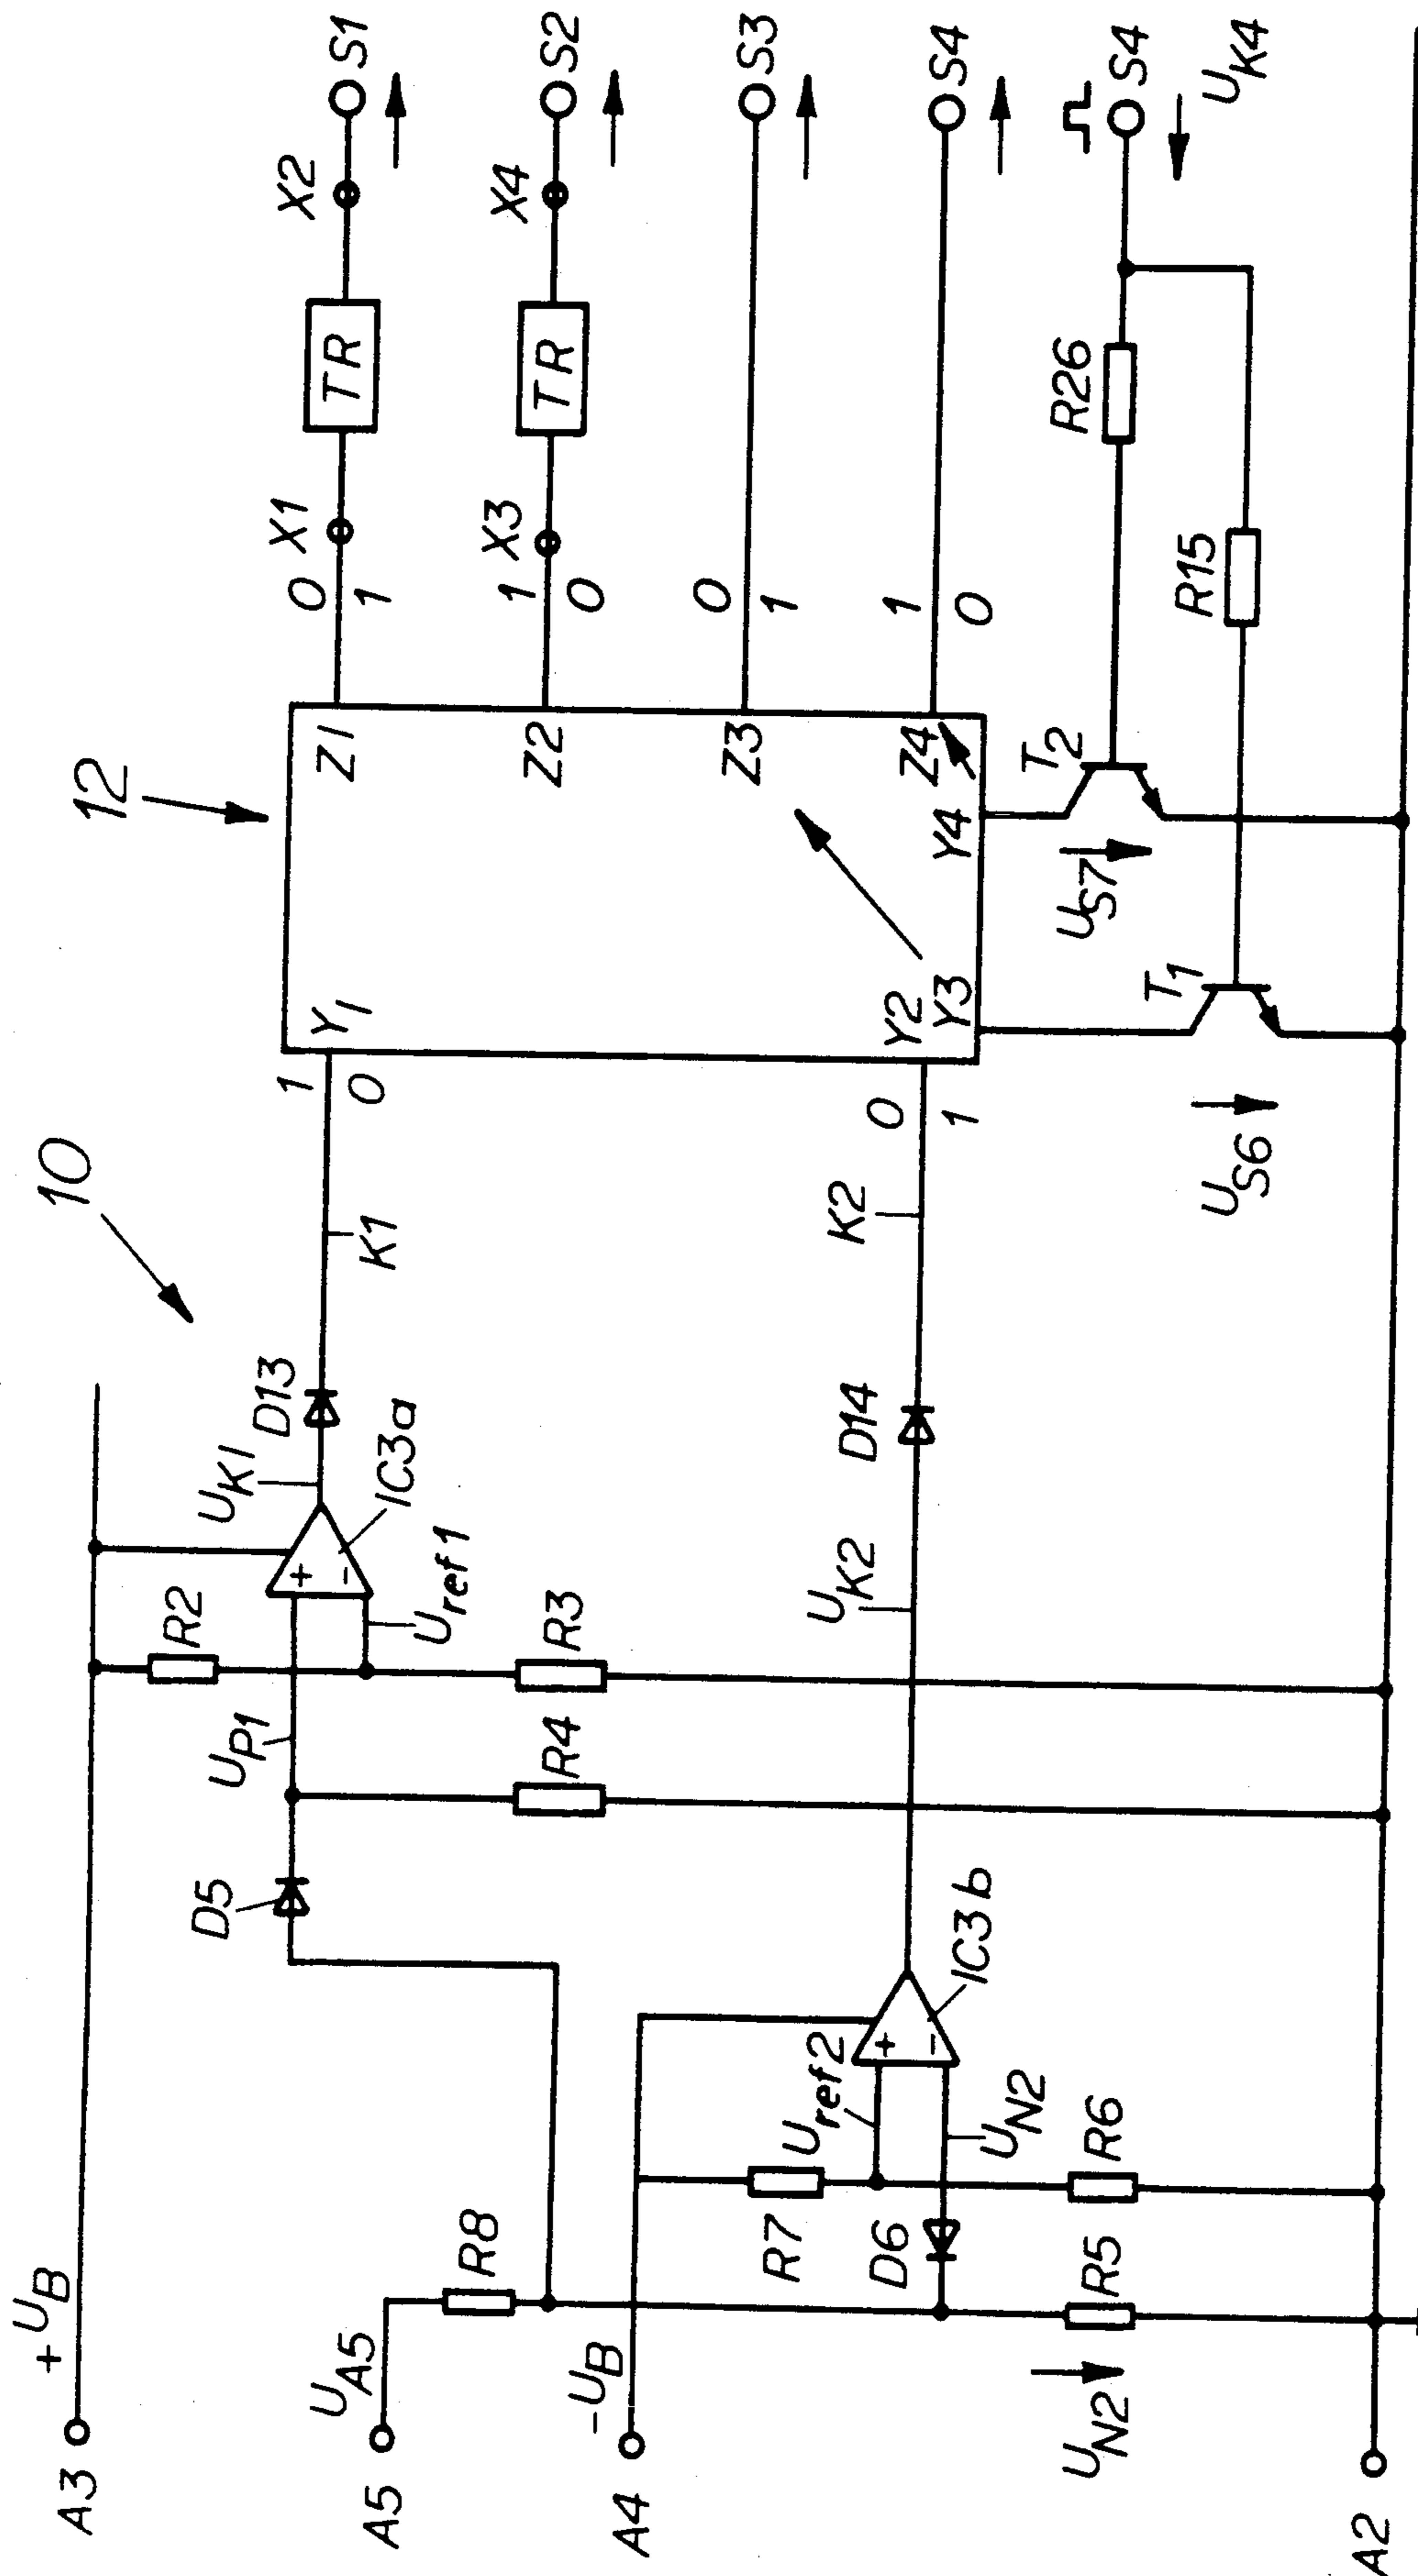 10
12
A3
+UB
A5
UA5
A4
-UB
A2
R8
D5
UP1
R2
UK1
D13
+
-
IC3a
Uref1
R3
R4
K1
1
0
Y1
Z1
0
1
X1
TR
X2
S1
Z2
1
0
X3
TR
X4
S2
Z3
0
1
S3
Z4
1
0
S4
Uref2
+
-
IC3b
UN2
R7
D6
R6
R5
UN2
UK2
D14
K2
0
1
Y2
Y3
Y4
T2
US7
T1
US6
R26
R15
S4
UK4